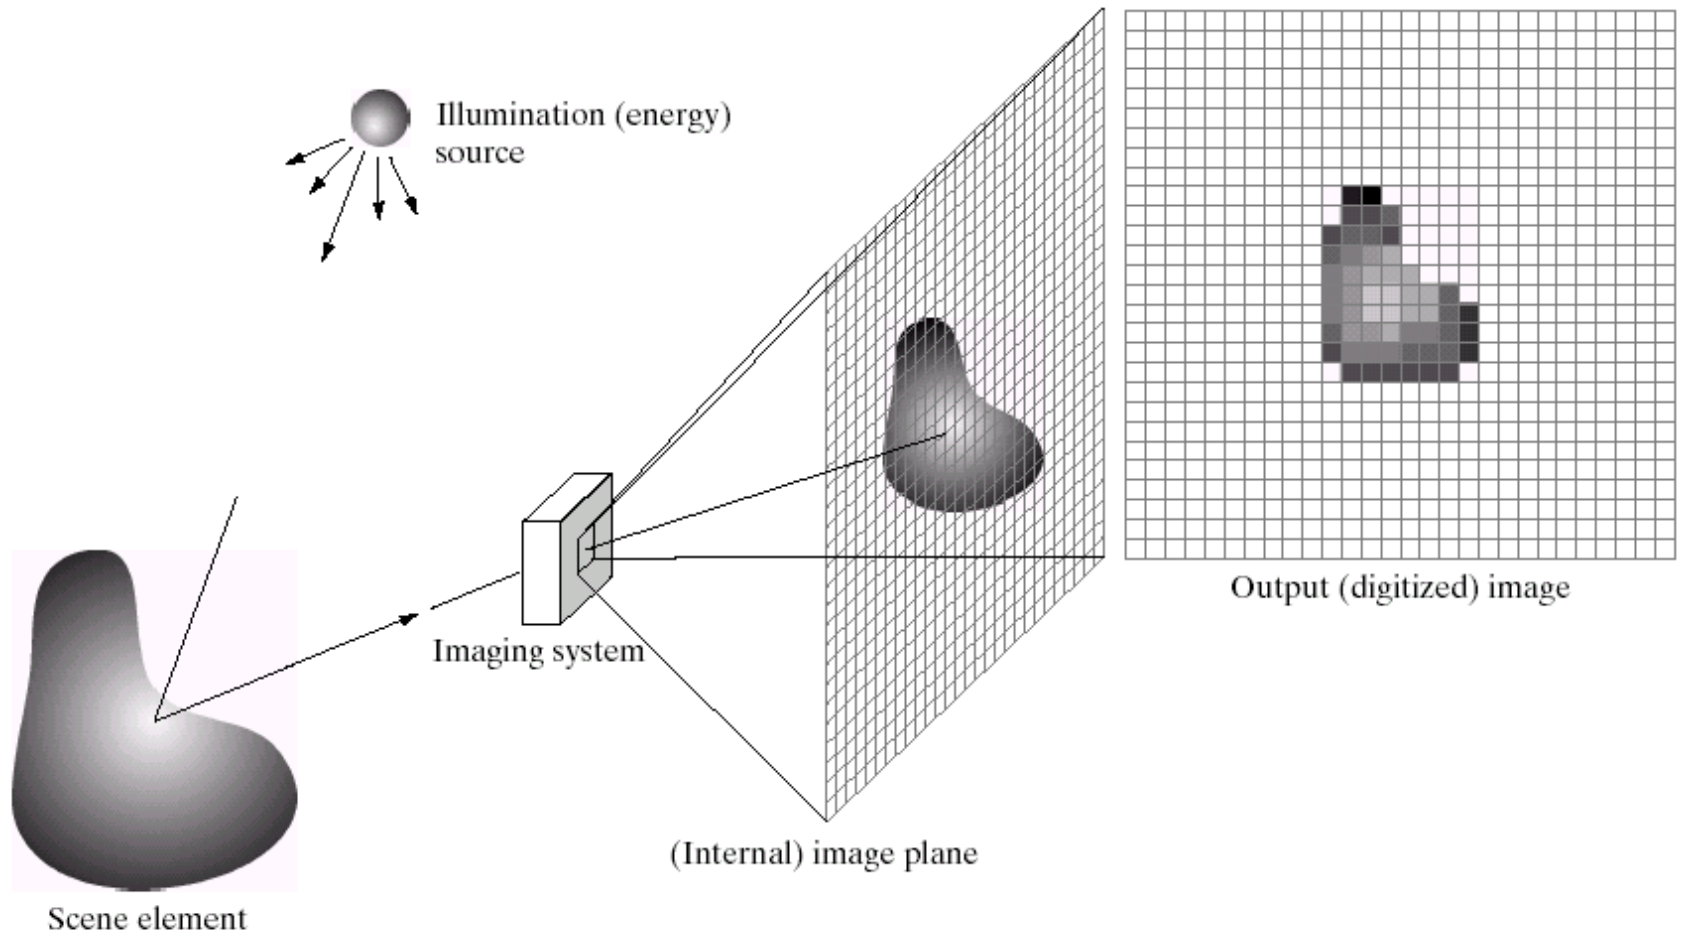 Illumination (energy)
source
Output (digitized) image
Imaging system
(Internal) image plane
Scene element